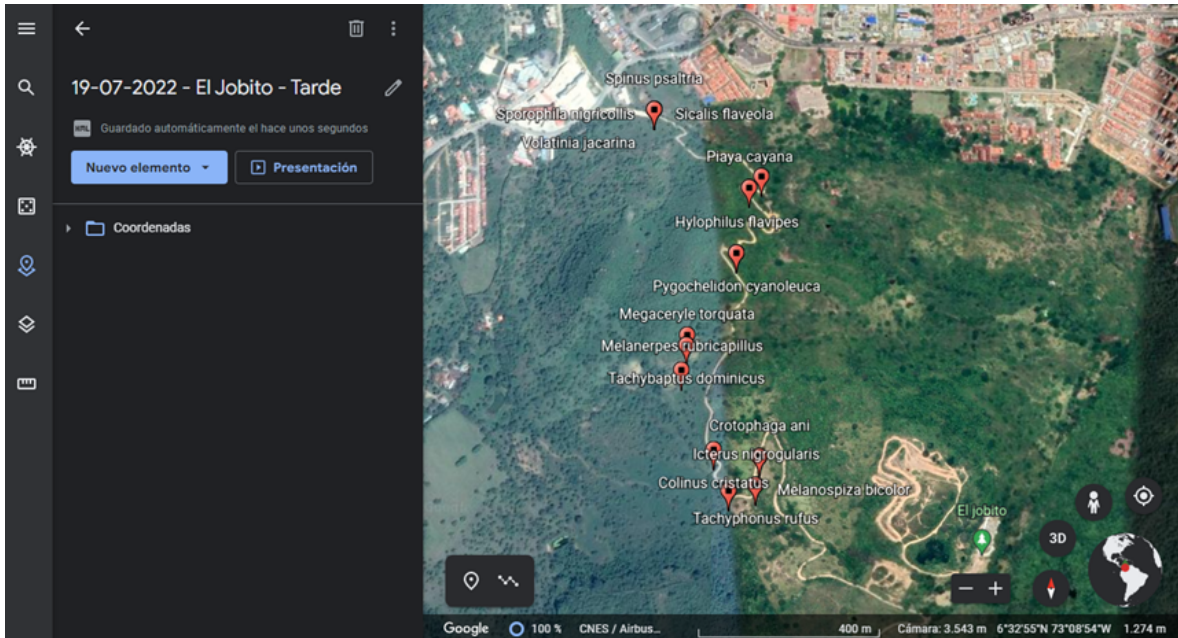 19-07-2022 - El Jobito - Tarde
KML Guardado automáticamente el hace unos segundos
Nuevo elemento
Presentación
Coordenadas
Spinus psaltria
Sporophila nigricollis
Sicalis flaveola
Volatinia jacarina
Piaya cayana
Hylophilus flavipes
Pygochelidon cyanoleuca
Megaceryle torquata
Melanerpes rubricapillus
Tachybaptus dominicus
Crotophaga ani
Icterus nigrogularis
Colinus cristatus
Melanospiza bicolor
Tachyphonus rufus
El jobito
3D
Google
100 %
CNES / Airbus...
400 m
Cámara: 3.543 m
6°32'55"N 73°08'54"W
1.274 m